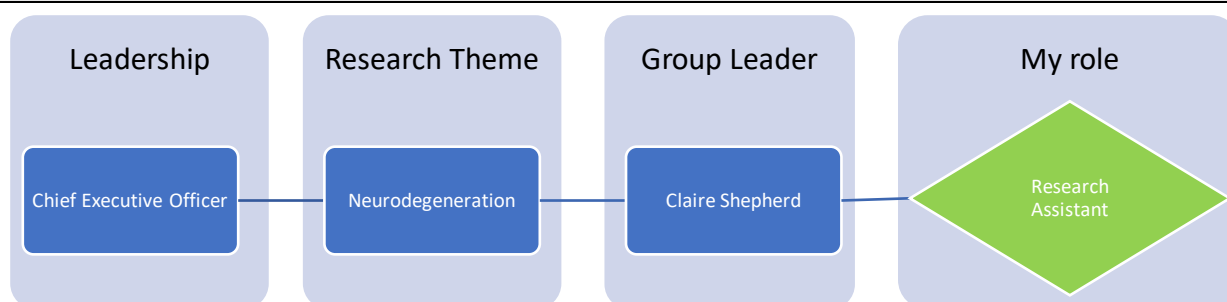 Leadership
Research Theme
Group Leader
My role
Chief Executive Officer
Neurodegeneration
Claire Shepherd
Research
Assistant